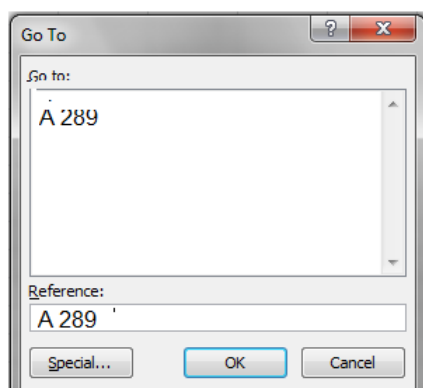 Go To
?
X
Go to:
A 289
Reference:
A 289 '
Special...
OK
Cancel